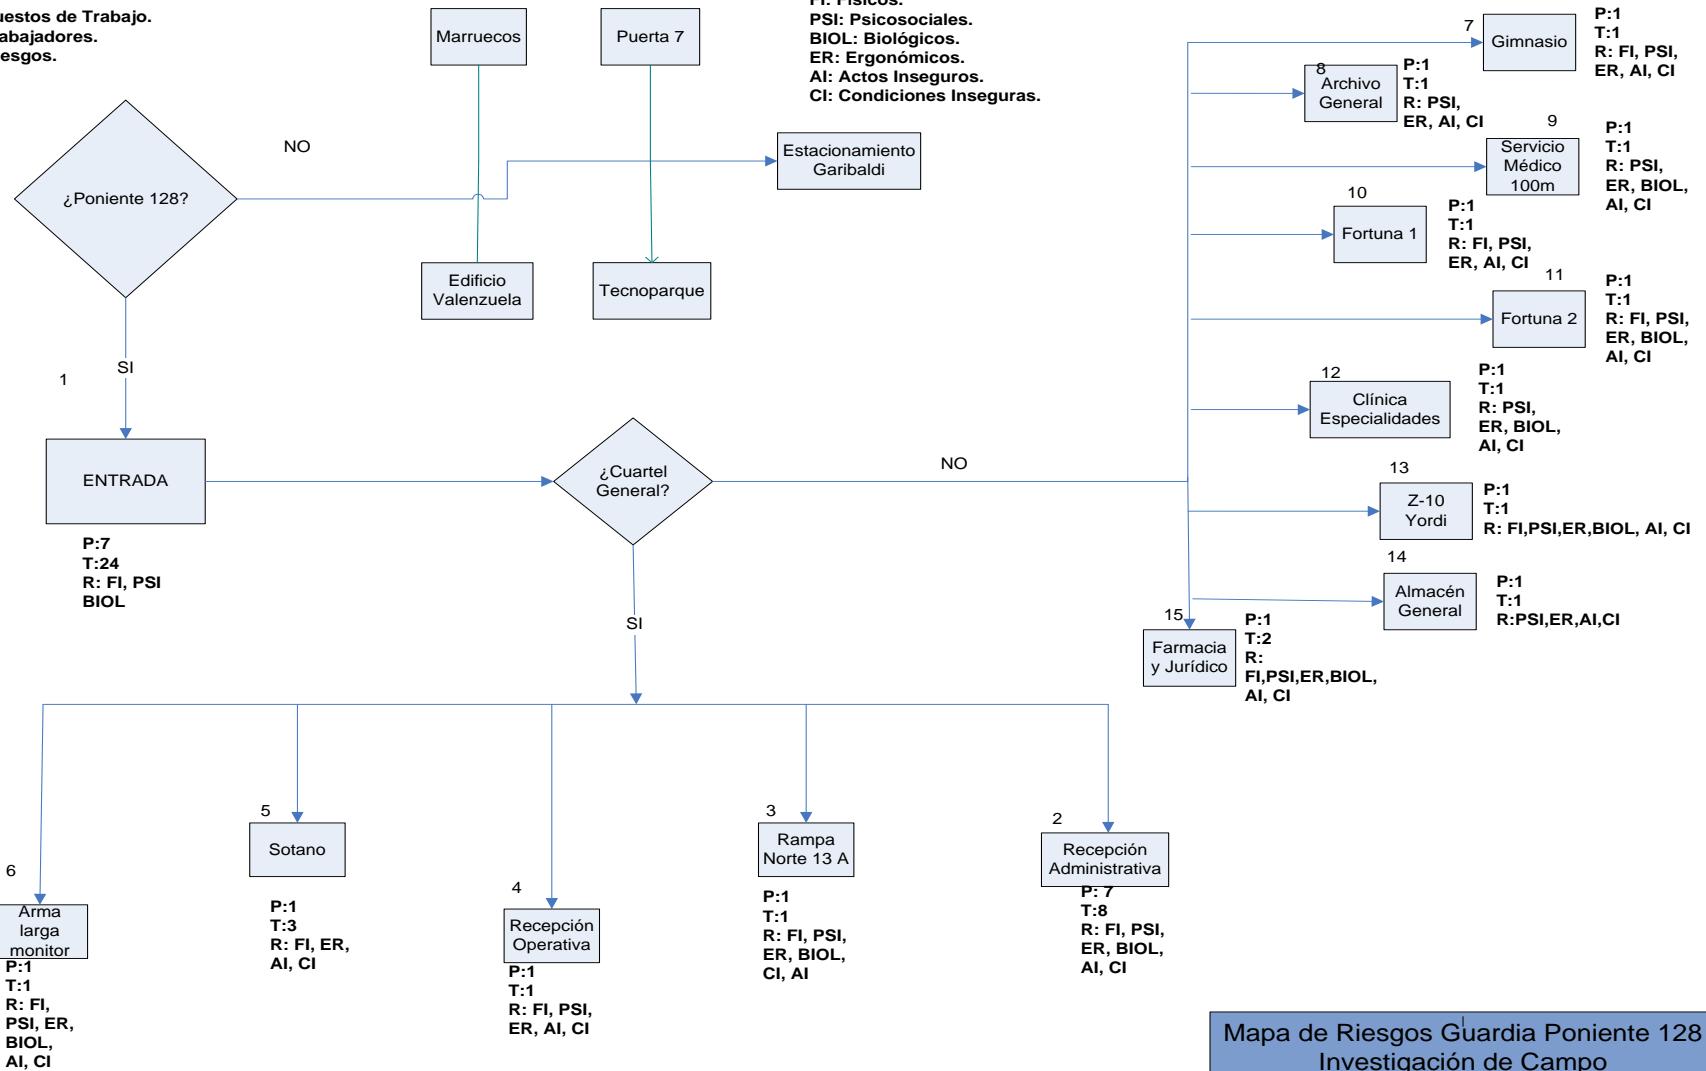 uestos de Trabajo.
abajadores.
esgos.
FI: Físicos.
PSI: Psicosociales.
BIOL: Biológicos.
ER: Ergonómicos.
AI: Actos Inseguros.
CI: Condiciones Inseguras.
Marruecos
Puerta 7
¿Poniente 128?
NO
Estacionamiento
Garibaldi
Edificio
Valenzuela
Tecnoparque
SI
1
ENTRADA
P:7
T:24
R: FI, PSI
BIOL
¿Cuartel
General?
NO
SI
7
Gimnasio
P:1
T:1
R: FI, PSI,
ER, AI, CI
8
Archivo
General
P:1
T:1
R: PSI,
ER, AI, CI
9
Servicio
Médico
100m
P:1
T:1
R: PSI,
ER, BIOL,
AI, CI
10
Fortuna 1
P:1
T:1
R: FI, PSI,
ER, AI, CI
11
Fortuna 2
P:1
T:1
R: FI, PSI,
ER, BIOL,
AI, CI
12
Clínica
Especialidades
P:1
T:1
R: PSI,
ER, BIOL,
AI, CI
13
Z-10
Yordi
P:1
T:1
R: FI,PSI,ER,BIOL, AI, CI
14
Almacén
General
P:1
T:1
R:PSI,ER,AI,CI
15
Farmacia
y Jurídico
P:1
T:2
R:
FI,PSI,ER,BIOL,
AI, CI
6
Arma
larga
monitor
P:1
T:1
R: FI,
PSI, ER,
BIOL,
AI, CI
5
Sotano
P:1
T:3
R: FI, ER,
AI, CI
4
Recepción
Operativa
P:1
T:1
R: FI, PSI,
ER, AI, CI
3
Rampa
Norte 13 A
P:1
T:1
R: FI, PSI,
ER, BIOL,
CI, AI
2
Recepción
Administrativa
P: 7
T:8
R: FI, PSI,
ER, BIOL,
AI, CI
Mapa de Riesgos Guardia Poniente 128
Investigación de Campo